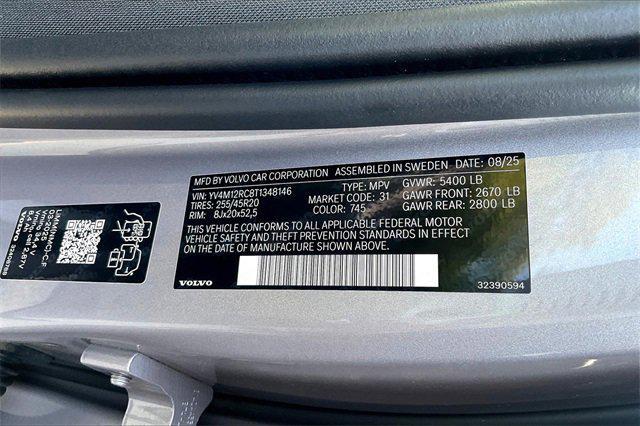 MFD BY VOLVO CAR CORPORATION ASSEMBLED IN SWEDEN DATE: 08/25
VIN: YV4M12RC8T1348146 TYPE: MPV GVWR: 5400 LB
TIRES: 255/45R20 MARKET CODE: 31 GAWR FRONT: 2670 LB
RIM: 8Jx20x52,5 COLOR: 745 GAWR REAR: 2800 LB
THIS VEHICLE CONFORMS TO ALL APPLICABLE FEDERAL MOTOR
VEHICLE SAFETY, BUMPER, AND THEFT PREVENTION STANDARDS IN EFFECT ON
THE DATE OF MANUFACTURE SHOWN ABOVE.
VOLVO 32390594
VOLVO